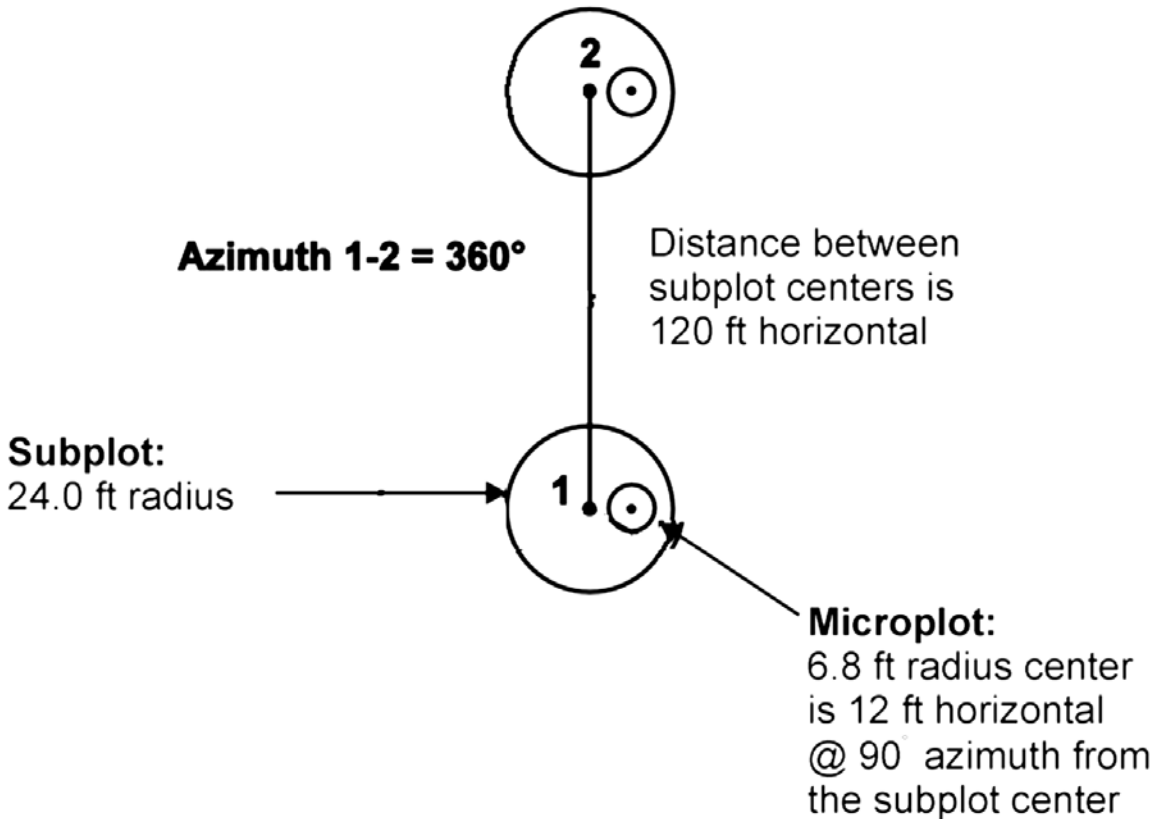 2
Azimuth 1-2 = 360°
Distance between
subplot centers is
120 ft horizontal
Subplot:
24.0 ft radius
1
Microplot:
6.8 ft radius center
is 12 ft horizontal
@ 90° azimuth from
the subplot center